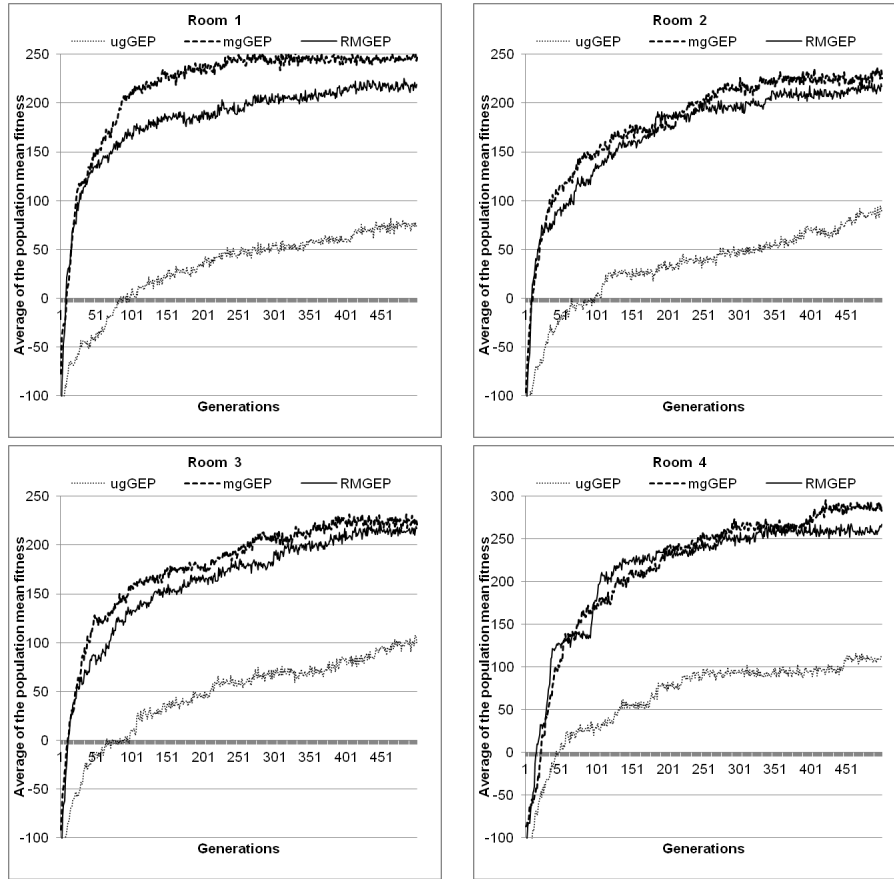 Room 1
ugGEP mgGEP RMGEP
Average of the population mean fitness
250
200
150
100
50
0
-50
-100
1 51 101 151 201 251 301 351 401 451
Generations
Room 2
ugGEP mgGEP RMGEP
Average of the population mean fitness
250
200
150
100
50
0
-50
-100
1 51 101 151 201 251 301 351 401 451
Generations
Room 3
ugGEP mgGEP RMGEP
Average of the population mean fitness
250
200
150
100
50
0
-50
-100
1 51 101 151 201 251 301 351 401 451
Generations
Room 4
ugGEP mgGEP RMGEP
Average of the population mean fitness
300
250
200
150
100
50
0
-50
-100
1 51 101 151 201 251 301 351 401 451
Generations